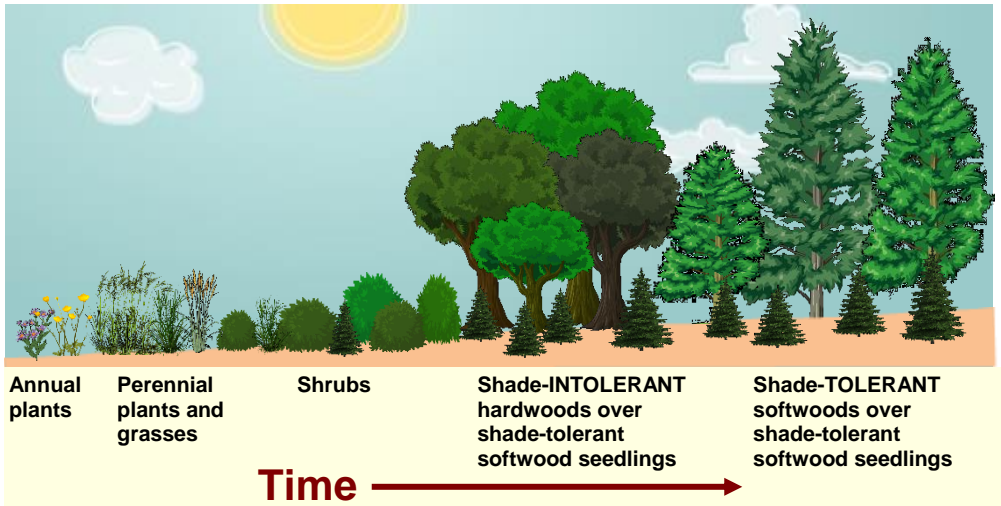 Annual
plants
Perennial
plants and
grasses
Shrubs
Shade-INTOLERANT
hardwoods over
shade-tolerant
softwood seedlings
Shade-TOLERANT
softwoods over
shade-tolerant
softwood seedlings
Time